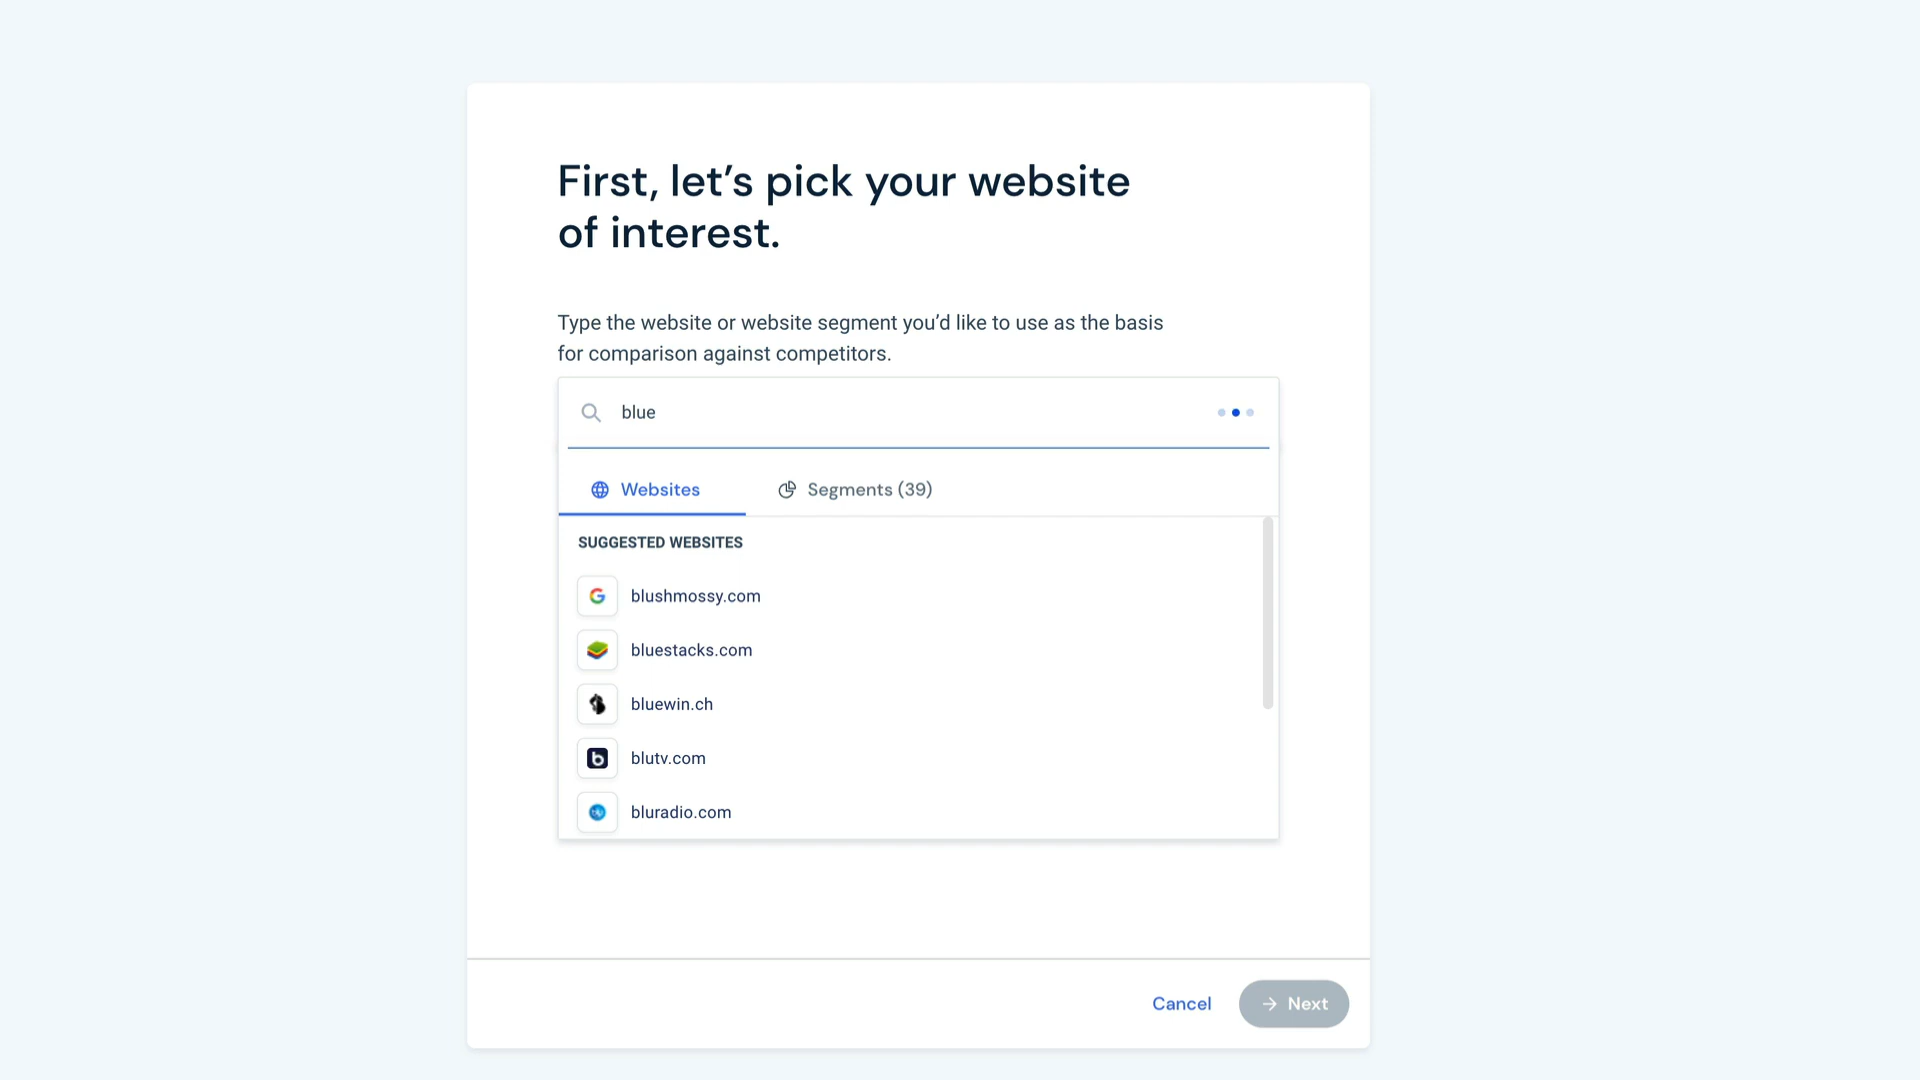 First, let’s pick your website
of interest.
Type the website or website segment you’d like to use as the basis
for comparison against competitors.
blue
Websites
Segments (39)
SUGGESTED WEBSITES
blushmossy.com
bluestacks.com
bluewin.ch
blutv.com
bluradio.com
Cancel
Next